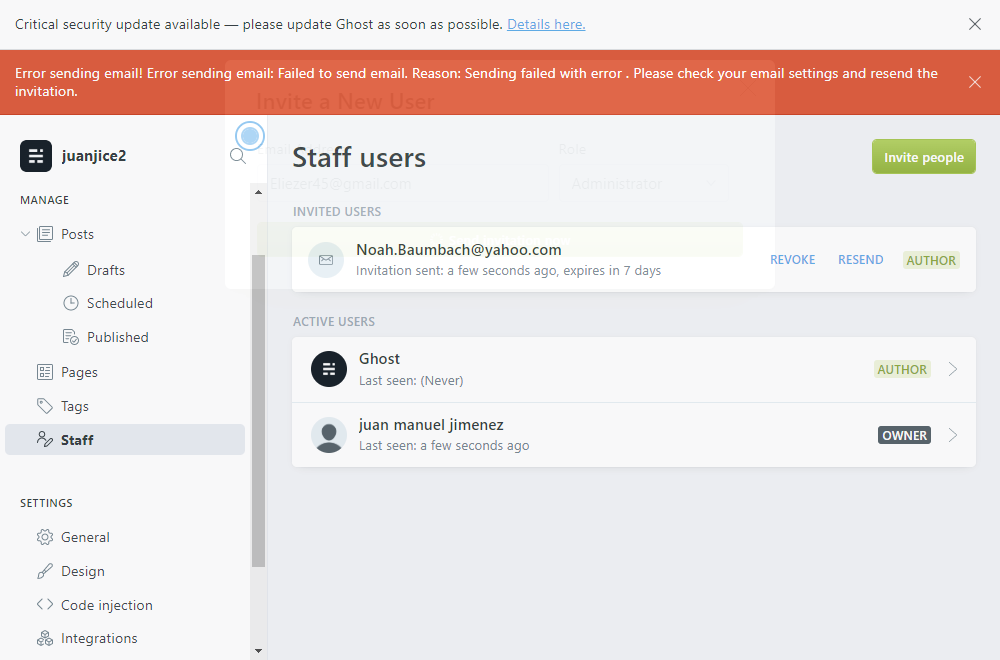 Critical security update available — please update Ghost as soon as possible. Details here.
Error sending email! Error sending email: Failed to send email. Reason: Sending failed with error . Please check your email settings and resend the
invitation.
Invite a New User
juanjice2
Staff users
Invite people
Role
Eliezer45@gmail.com
Administrator
MANAGE
INVITED USERS
Posts
Noah.Baumbach@yahoo.com
Invitation sent: a few seconds ago, expires in 7 days
REVOKE
RESEND
AUTHOR
Drafts
Scheduled
ACTIVE USERS
Published
Ghost
Last seen: (Never)
AUTHOR
Pages
Tags
juan manuel jimenez
Last seen: a few seconds ago
OWNER
Staff
SETTINGS
General
Design
Code injection
Integrations